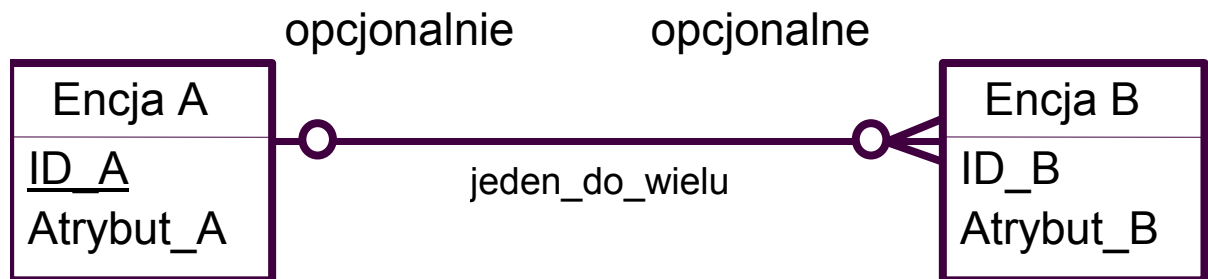 opcjonalnie opcjonalne
Encja A
ID_A
Atrybut_A
jeden_do_wielu
Encja B
ID_B
Atrybut_B